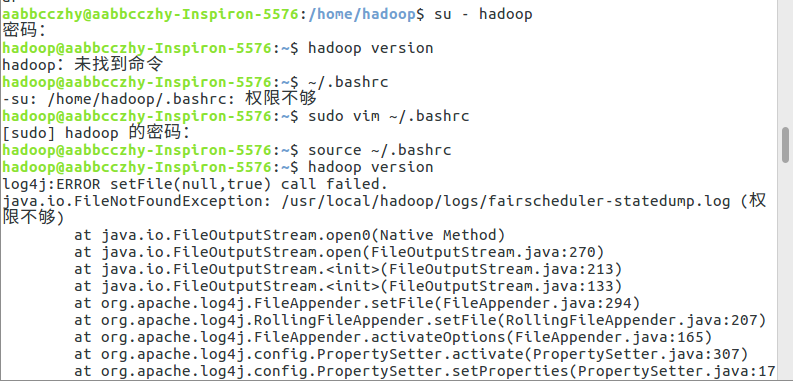 aabbcczhy@aabbcczhy-Inspiron-5576:/home/hadoop$ su - hadoop
密码：
hadoop@aabbcczhy-Inspiron-5576:~$ hadoop version
hadoop：未找到命令
hadoop@aabbcczhy-Inspiron-5576:~$ ~/.bashrc
-su: /home/hadoop/.bashrc: 权限不够
hadoop@aabbcczhy-Inspiron-5576:~$ sudo vim ~/.bashrc
[sudo] hadoop 的密码：
hadoop@aabbcczhy-Inspiron-5576:~$ source ~/.bashrc
hadoop@aabbcczhy-Inspiron-5576:~$ hadoop version
log4j:ERROR setFile(null,true) call failed.
java.io.FileNotFoundException: /usr/local/hadoop/logs/fairscheduler-statedump.log (权
限不够)
at java.io.FileOutputStream.open0(Native Method)
at java.io.FileOutputStream.open(FileOutputStream.java:270)
at java.io.FileOutputStream.<init>(FileOutputStream.java:213)
at java.io.FileOutputStream.<init>(FileOutputStream.java:133)
at org.apache.log4j.FileAppender.setFile(FileAppender.java:294)
at org.apache.log4j.RollingFileAppender.setFile(RollingFileAppender.java:207)
at org.apache.log4j.FileAppender.activateOptions(FileAppender.java:165)
at org.apache.log4j.config.PropertySetter.activate(PropertySetter.java:307)
at org.apache.log4j.config.PropertySetter.setProperties(PropertySetter.java:17